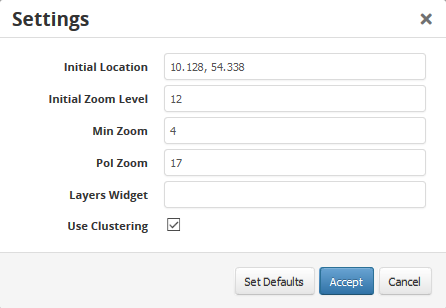 Settings
Initial Location 10.128, 54.338
Initial Zoom Level 12
Min Zoom 4
PoI Zoom 17
Layers Widget
Use Clustering
Set Defaults Accept Cancel